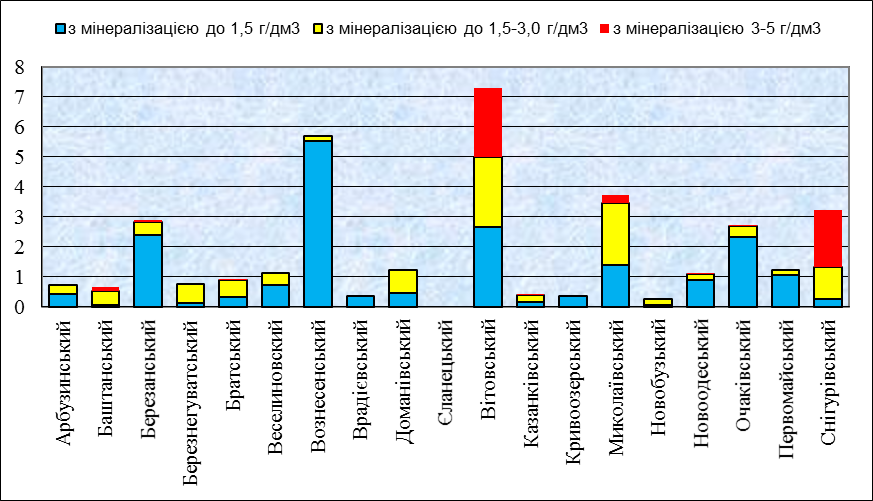 з мінералізацією до 1,5 г/дм3 з мінералізацією до 1,5-3,0 г/дм3 з мінералізацією 3-5 г/дм3
8
7
6
5
4
3
2
1
0
Арбузинський
Баштанський
Березанський
Березнегуватський
Братський
Веселиновский
Вознесенський
Врадієвський
Доманівський
Єланецький
Вітовський
Казанківський
Кривоозерський
Миколаївський
Новобузький
Новоодеський
Очаківський
Первомайський
Снігурівський